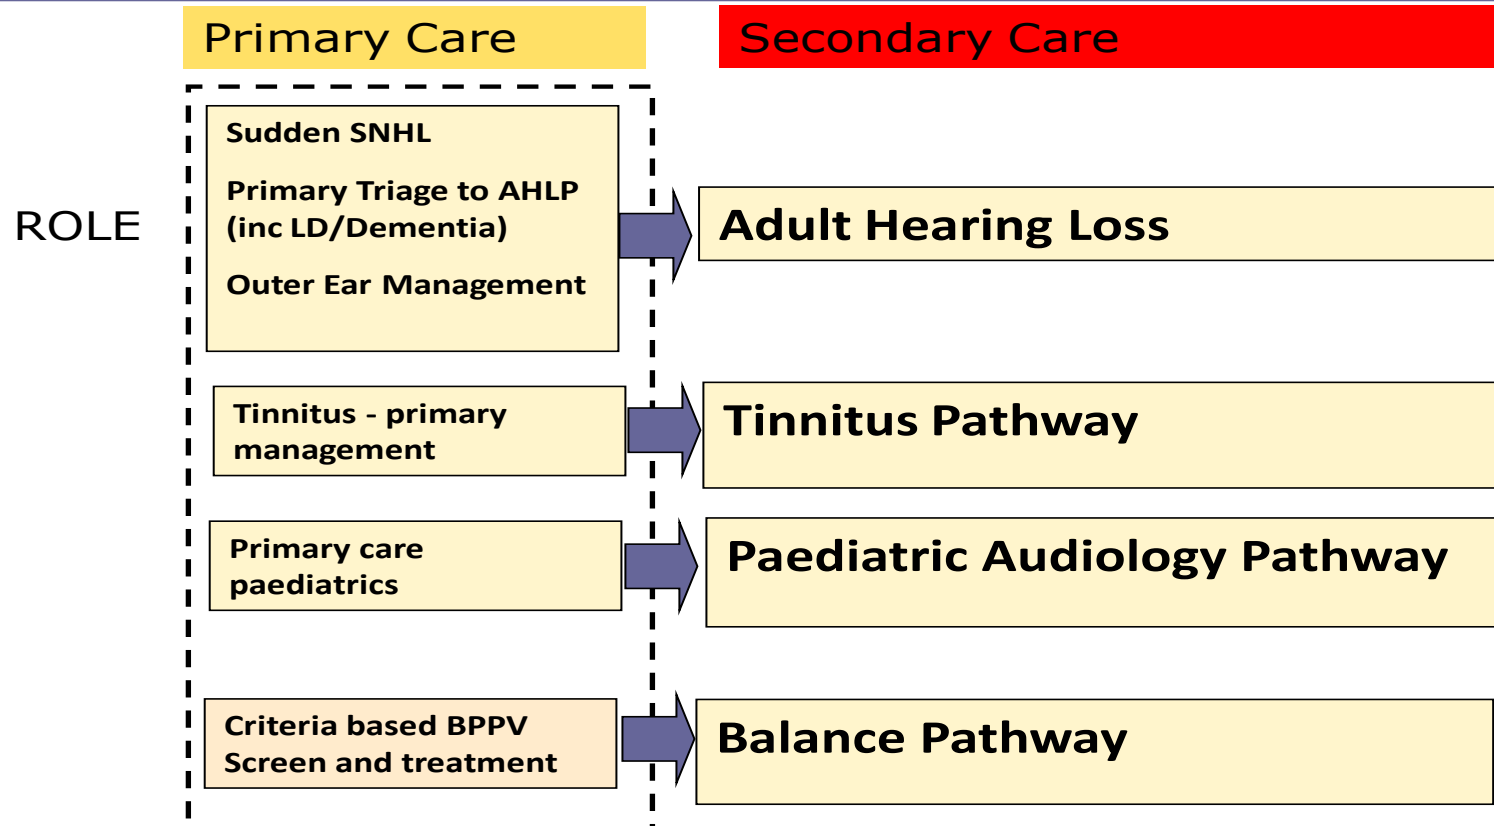 Primary Care
Secondary Care
ROLE
Sudden SNHL
Primary Triage to AHLP
(inc LD/Dementia)
Outer Ear Management
Adult Hearing Loss
Tinnitus - primary
management
Tinnitus Pathway
Primary care
paediatrics
Paediatric Audiology Pathway
Criteria based BPPV
Screen and treatment
Balance Pathway